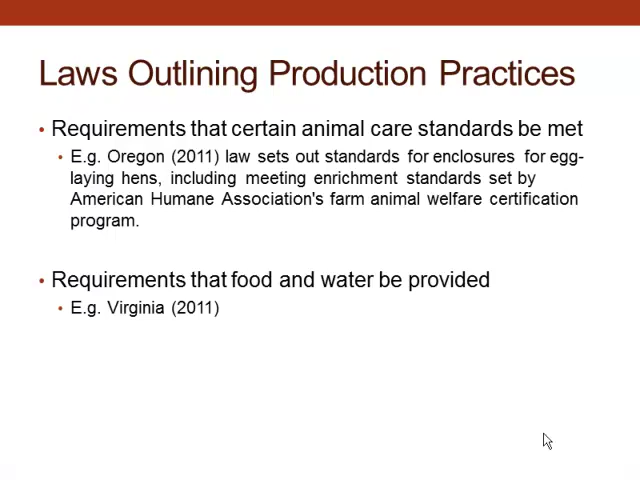 Laws Outlining Production Practices
• Requirements that certain animal care standards be met
• E.g. Oregon (2011) law sets out standards for enclosures for egg-
laying hens, including meeting enrichment standards set by
American Humane Association's farm animal welfare certification
program.
• Requirements that food and water be provided
• E.g. Virginia (2011)